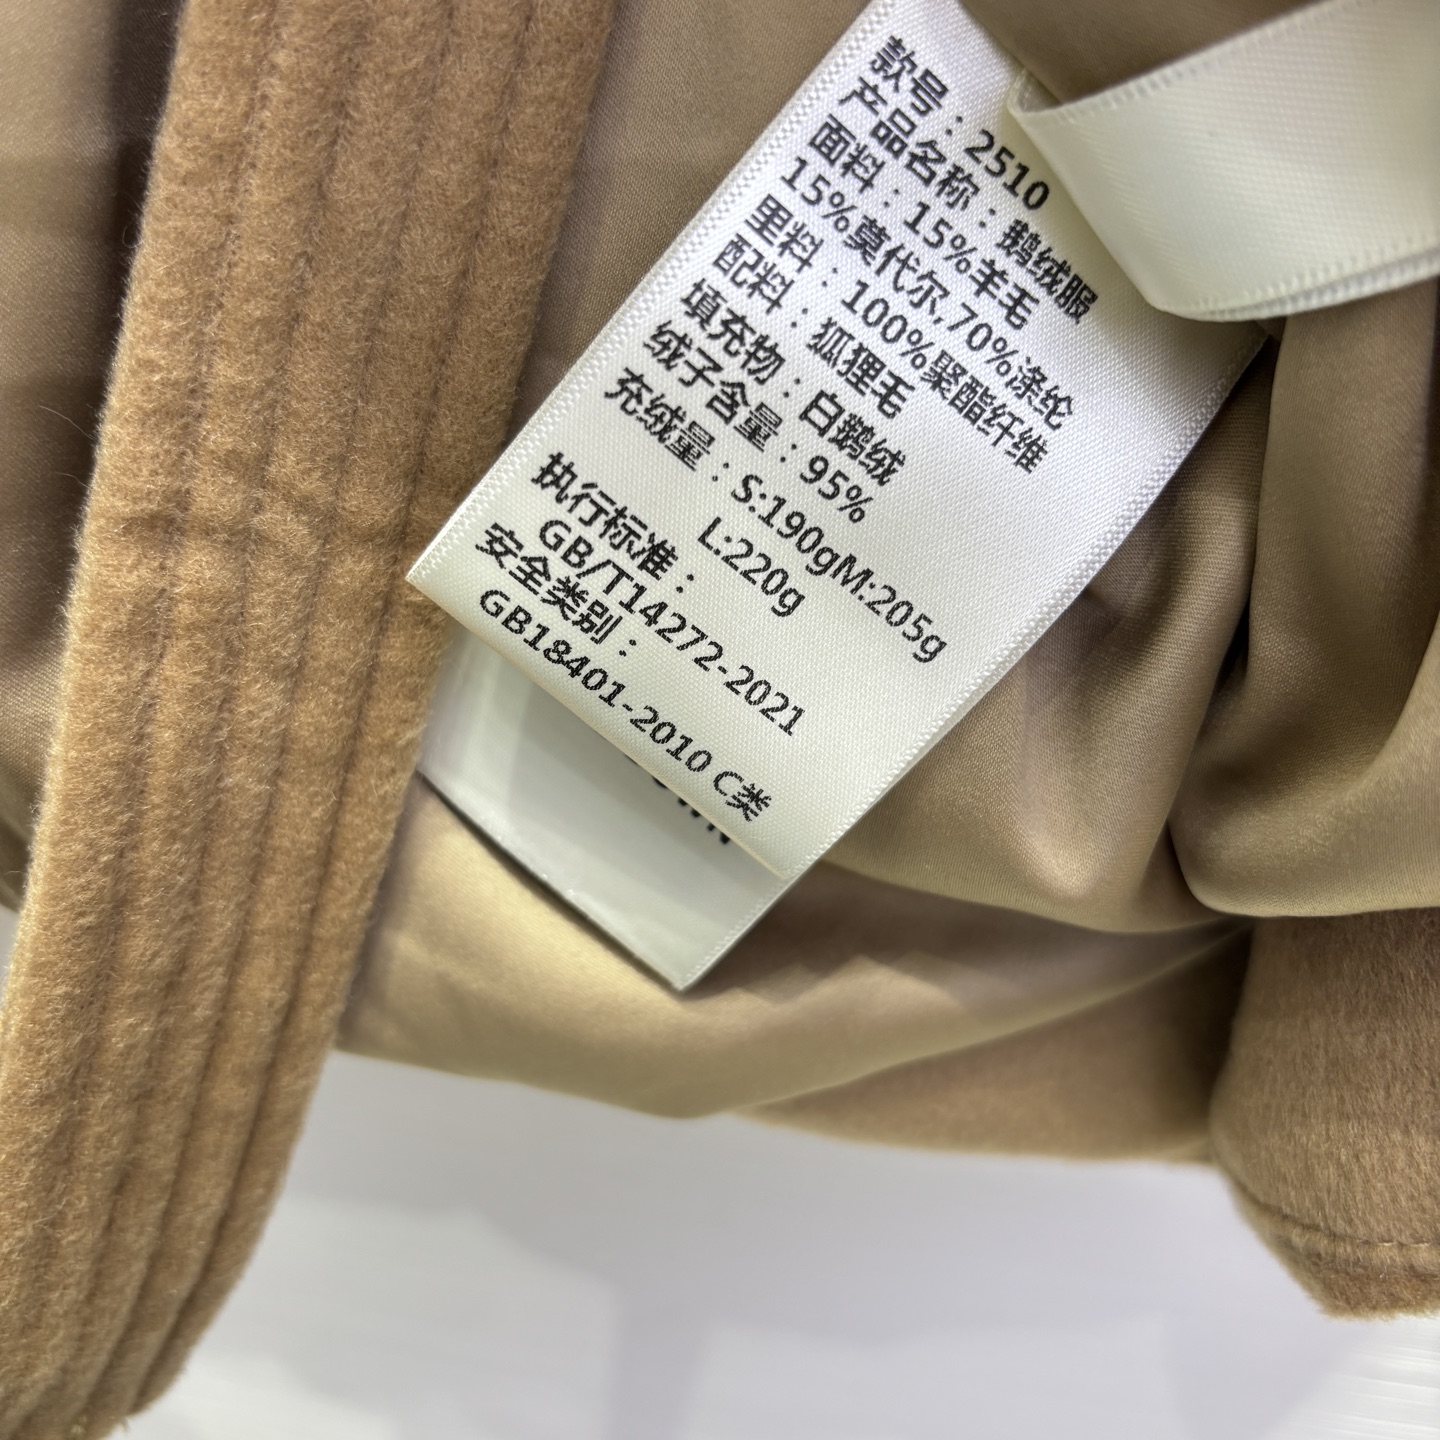 款号：2510
产品名称：鹅绒服
面料：15%羊毛
15%莫代尔,70%涤纶
里料：100%聚酯纤维
配料：狐狸毛
填充物：白鹅绒
绒子含量：95%
充绒量：S:190gM:205g
L:220g
执行标准：
GB/T14272-2021
安全类别：
GB18401-2010 C类